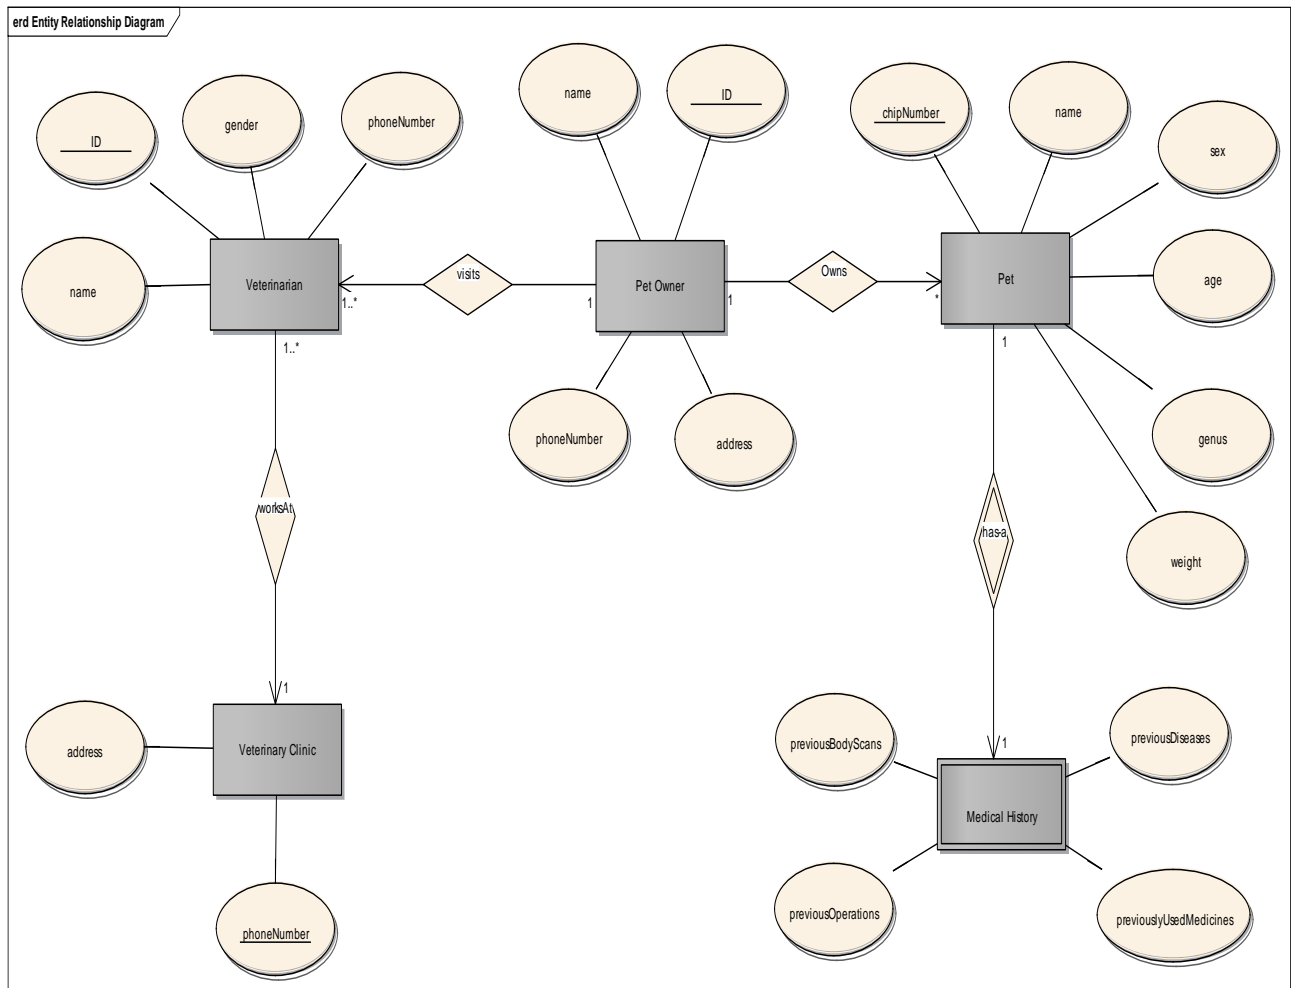 erd Entity Relationship Diagram
name
ID
chipNumber
name
ID
gender
phoneNumber
sex
name
Veterinarian
visits
Pet Owner
Owns
Pet
age
1..*
1
1
*
1..*
1
phoneNumber
address
genus
worksAt
has-a
weight
1
1
address
Veterinary Clinic
previousBodyScans
previousDiseases
Medical History
phoneNumber
previousOperations
previouslyUsedMedicines